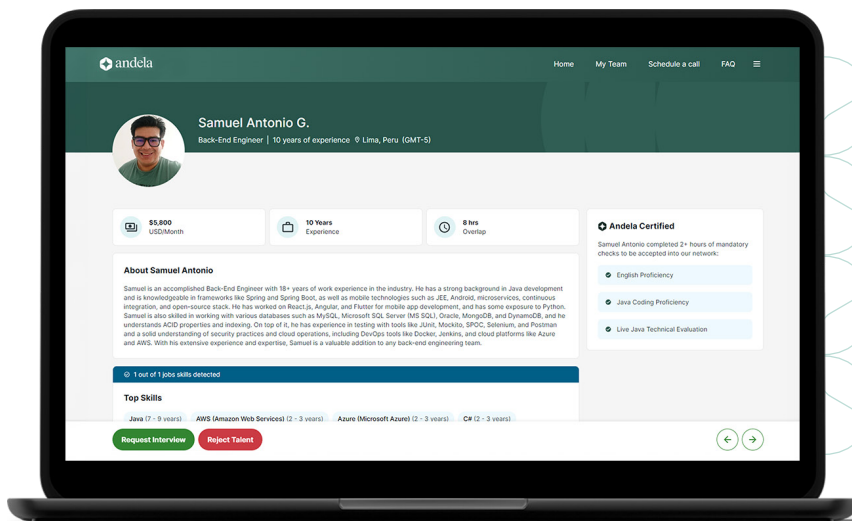 andela
Home My Team Schedule a call FAQ
Samuel Antonio G.
Back-End Engineer | 10 years of experience Lima, Peru (GMT-5)
$5,800
USD/Month
10 Years
Experience
8 hrs
Overlap
Andela Certified
Samuel Antonio completed 2+ hours of mandatory
checks to be accepted into our network:
English Proficiency
Java Coding Proficiency
Live Java Technical Evaluation
About Samuel Antonio
Samuel is an accomplished Back-End Engineer with 18+ years of work experience in the industry. He has a strong background in Java development
and is knowledgeable in frameworks like Spring and Spring Boot, as well as mobile technologies such as JEE, Android, microservices, continuous
integration, and open-source stack. He has worked on React.js, Angular, and Flutter for mobile app development, and has some exposure to Python.
Samuel is also skilled in working with various databases such as MySQL, Microsoft SQL Server (MS SQL), Oracle, MongoDB, and DynamoDB, and he
understands ACID properties and indexing. On top of it, he has experience in testing with tools like JUnit, Mockito, SPOC, Selenium, and Postman
and a solid understanding of security practices and cloud operations, including DevOps tools like Docker, Jenkins, and cloud platforms like Azure
and AWS. With his extensive experience and expertise, Samuel is a valuable addition to any back-end engineering team.
1 out of 1 jobs skills detected
Top Skills
Java (7 - 9 years) AWS (Amazon Web Services) (2 - 3 years) Azure (Microsoft Azure) (2 - 3 years) C# (2 - 3 years)
Request Interview Reject Talent